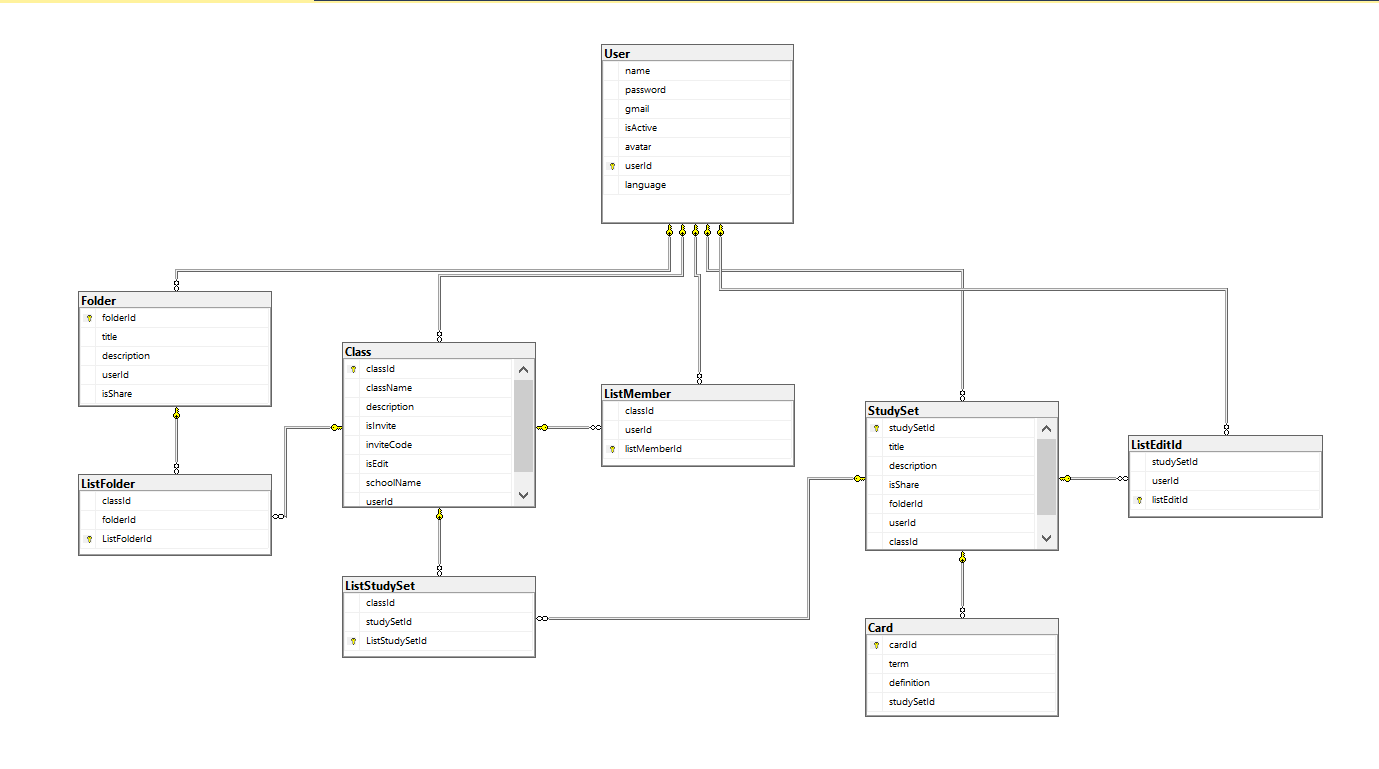 User
name
password
gmail
isActive
avatar
userId
language
Folder
folderId
title
description
userId
isShare
Class
classId
className
description
isInvite
inviteCode
isEdit
schoolName
userId
ListMember
classId
userId
listMemberId
StudySet
studySetId
title
description
isShare
folderId
userId
classId
ListEditId
studySetId
userId
listEditId
ListFolder
classId
folderId
ListFolderId
ListStudySet
classId
studySetId
ListStudySetId
Card
cardId
term
definition
studySetId